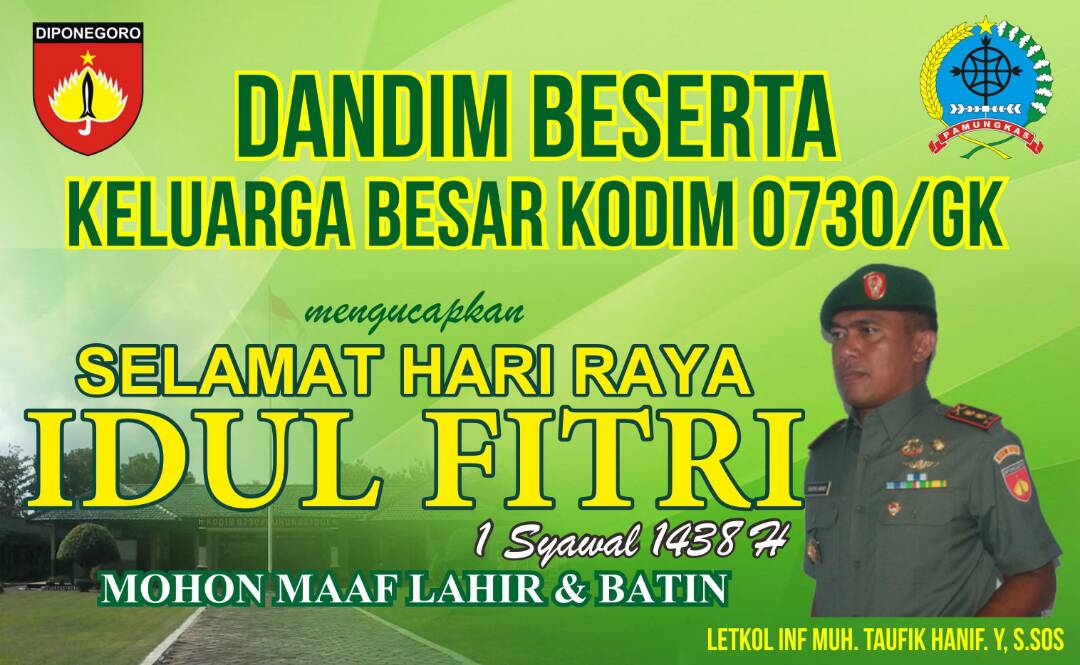 DIPONEGORO
PAMUNGKAS
DANDIM BESERTA
KELUARGA BESAR KODIM 0730/GK
mengucapkan
SELAMAT HARI RAYA
IDUL FITRI
1 Syawal 1438 H
MOHON MAAF LAHIR & BATIN
LETKOL INF MUH. TAUFIK HANIF. Y, S.SOS